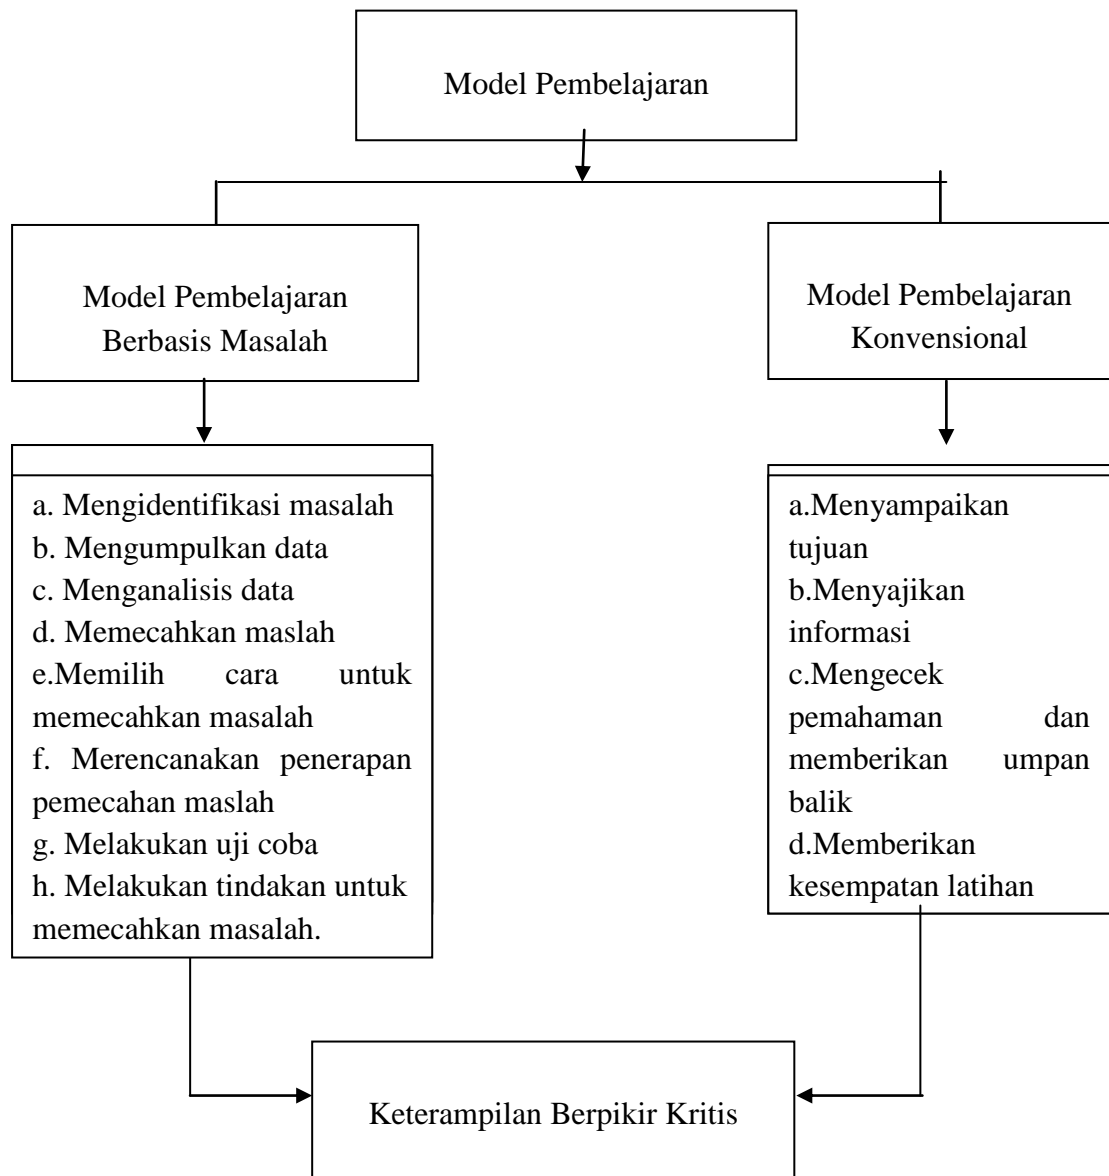 Model Pembelajaran
Model Pembelajaran
Berbasis Masalah
Model Pembelajaran
Konvensional
a. Mengidentifikasi masalah
b. Mengumpulkan data
c. Menganalisis data
d. Memecahkan maslah
e.Memilih cara untuk
memecahkan masalah
f. Merencanakan penerapan
pemecahan maslah
g. Melakukan uji coba
h. Melakukan tindakan untuk
memecahkan masalah.
a.Menyampaikan
tujuan
b.Menyajikan
informasi
c.Mengecek
pemahaman dan
memberikan umpan
balik
d.Memberikan
kesempatan latihan
Keterampilan Berpikir Kritis